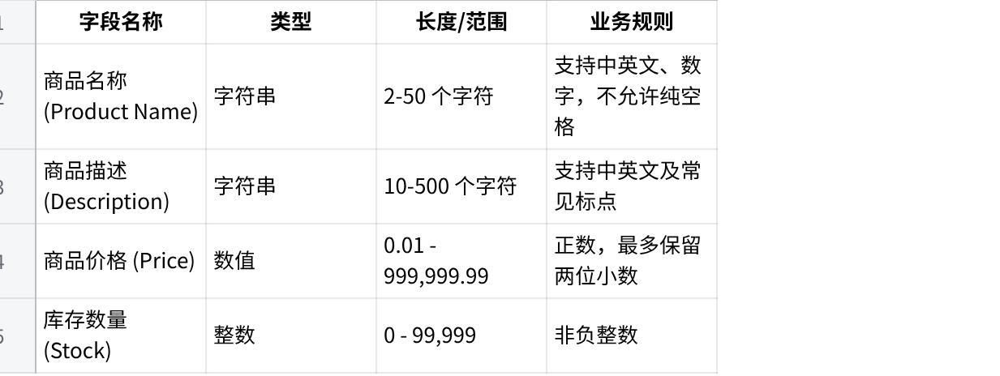 字段名称 类型 长度/范围 业务规则
商品名称
(Product Name)
字符串
2-50 个字符
支持中英文、数
字，不允许纯空
格
商品描述
(Description)
字符串
10-500 个字符
支持中英文及常
见标点
商品价格 (Price)
数值
0.01 -
999,999.99
正数，最多保留
两位小数
库存数量
(Stock)
整数
0 - 99,999
非负整数